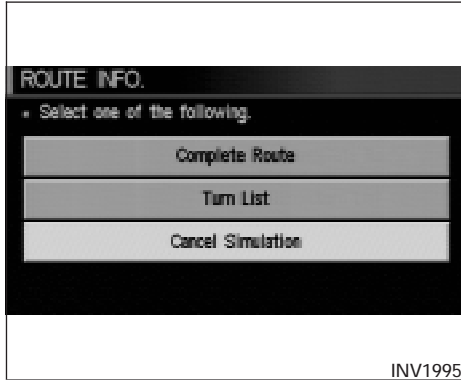 ROUTE INFO.
• Select one of the following.
Complete Route
Turn List
Cancel Simulation
INV1995